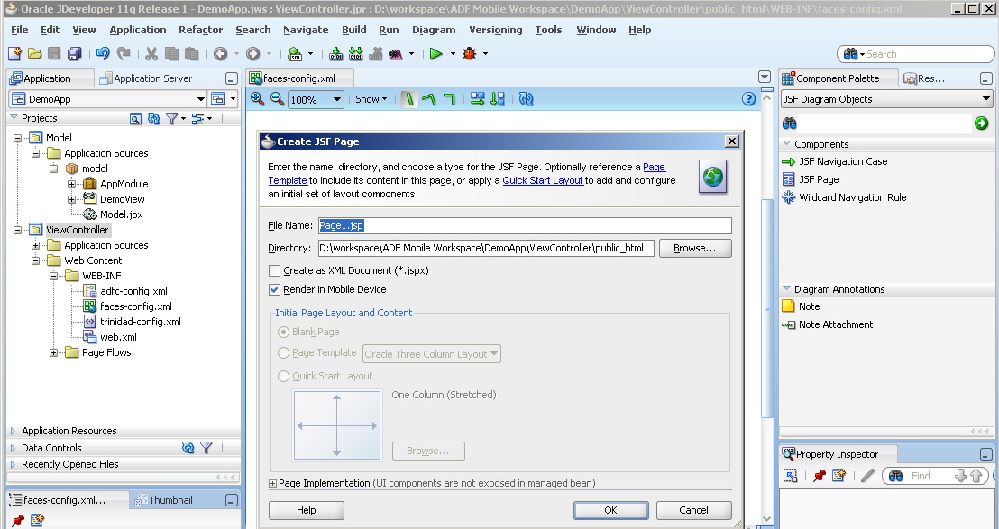 Oracle JDeveloper 11g Release 1 - DemoApp.jws : ViewController.jpr : D:\workspace\ADF Mobile Workspace\DemoApp\ViewController\public_html\WEB-INF\faces-config.xml
File Edit View Application Refactor Search Navigate Build Run Diagram Versioning Tools Window Help
Search
Application
Application Server
DemoApp
Projects
Model
Application Sources
model
AppModule
DemoView
Model.jpx
ViewController
Application Sources
Web Content
WEB-INF
adfc-config.xml
faces-config.xml
trinidad-config.xml
web.xml
Page Flows
Application Resources
Data Controls
Recently Opened Files
faces-config.xml...
Thumbnail
faces-config.xml
100%
Show
Create JSF Page
Enter the name, directory, and choose a type for the JSF Page. Optionally reference a Page
Template to include its content in this page, or apply a Quick Start Layout to add and configure
an initial set of layout components.
File Name: Page1.jsp
Directory: D:\workspace\ADF Mobile Workspace\DemoApp\ViewController\public_html Browse...
Create as XML Document (*.jspx)
Render in Mobile Device
Initial Page Layout and Content
Blank Page
Page Template Oracle Three Column Layout
Quick Start Layout
One Column (Stretched)
Browse...
Page Implementation (UI components are not exposed in managed bean)
Help OK Cancel
Component Palette
Res...
JSF Diagram Objects
Components
JSF Navigation Case
JSF Page
Wildcard Navigation Rule
Diagram Annotations
Note
Note Attachment
Property Inspector
Find